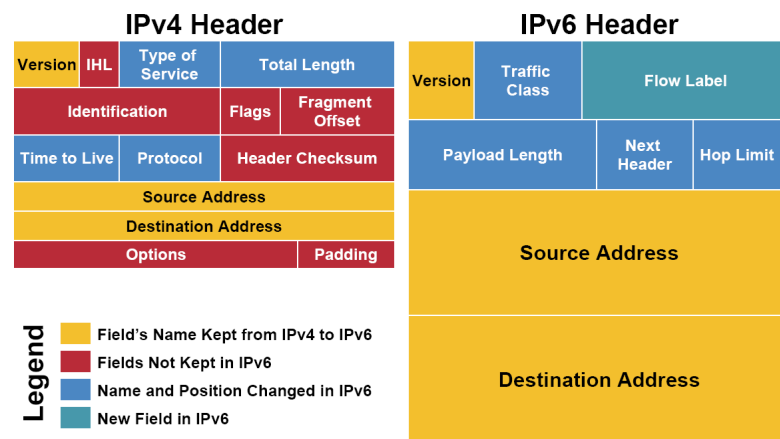 IPv4 Header
Version IHL Type of Service Total Length
Identification Flags Fragment Offset
Time to Live Protocol Header Checksum
Source Address
Destination Address
Options Padding
IPv6 Header
Version Traffic Class Flow Label
Payload Length Next Header Hop Limit
Source Address
Destination Address
Legend
Field's Name Kept from IPv4 to IPv6
Fields Not Kept in IPv6
Name and Position Changed in IPv6
New Field in IPv6